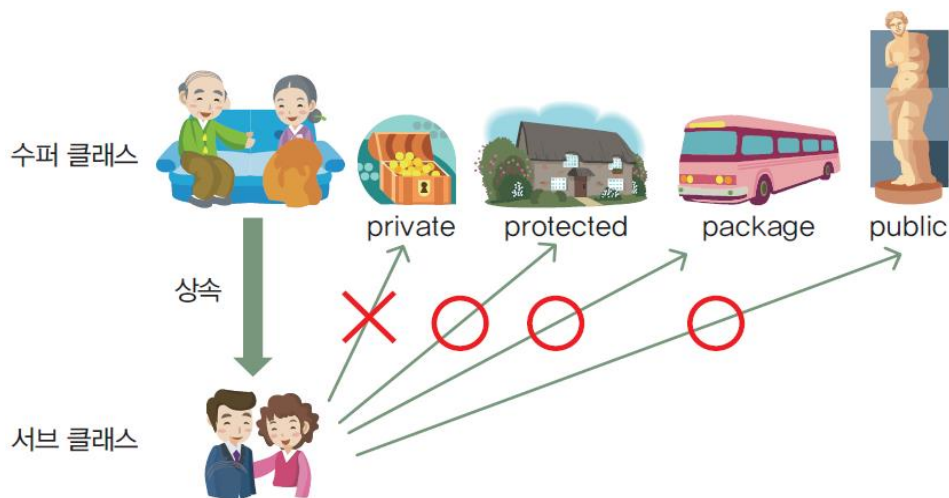 수퍼 클래스
private
protected
package
public
상속
서브 클래스